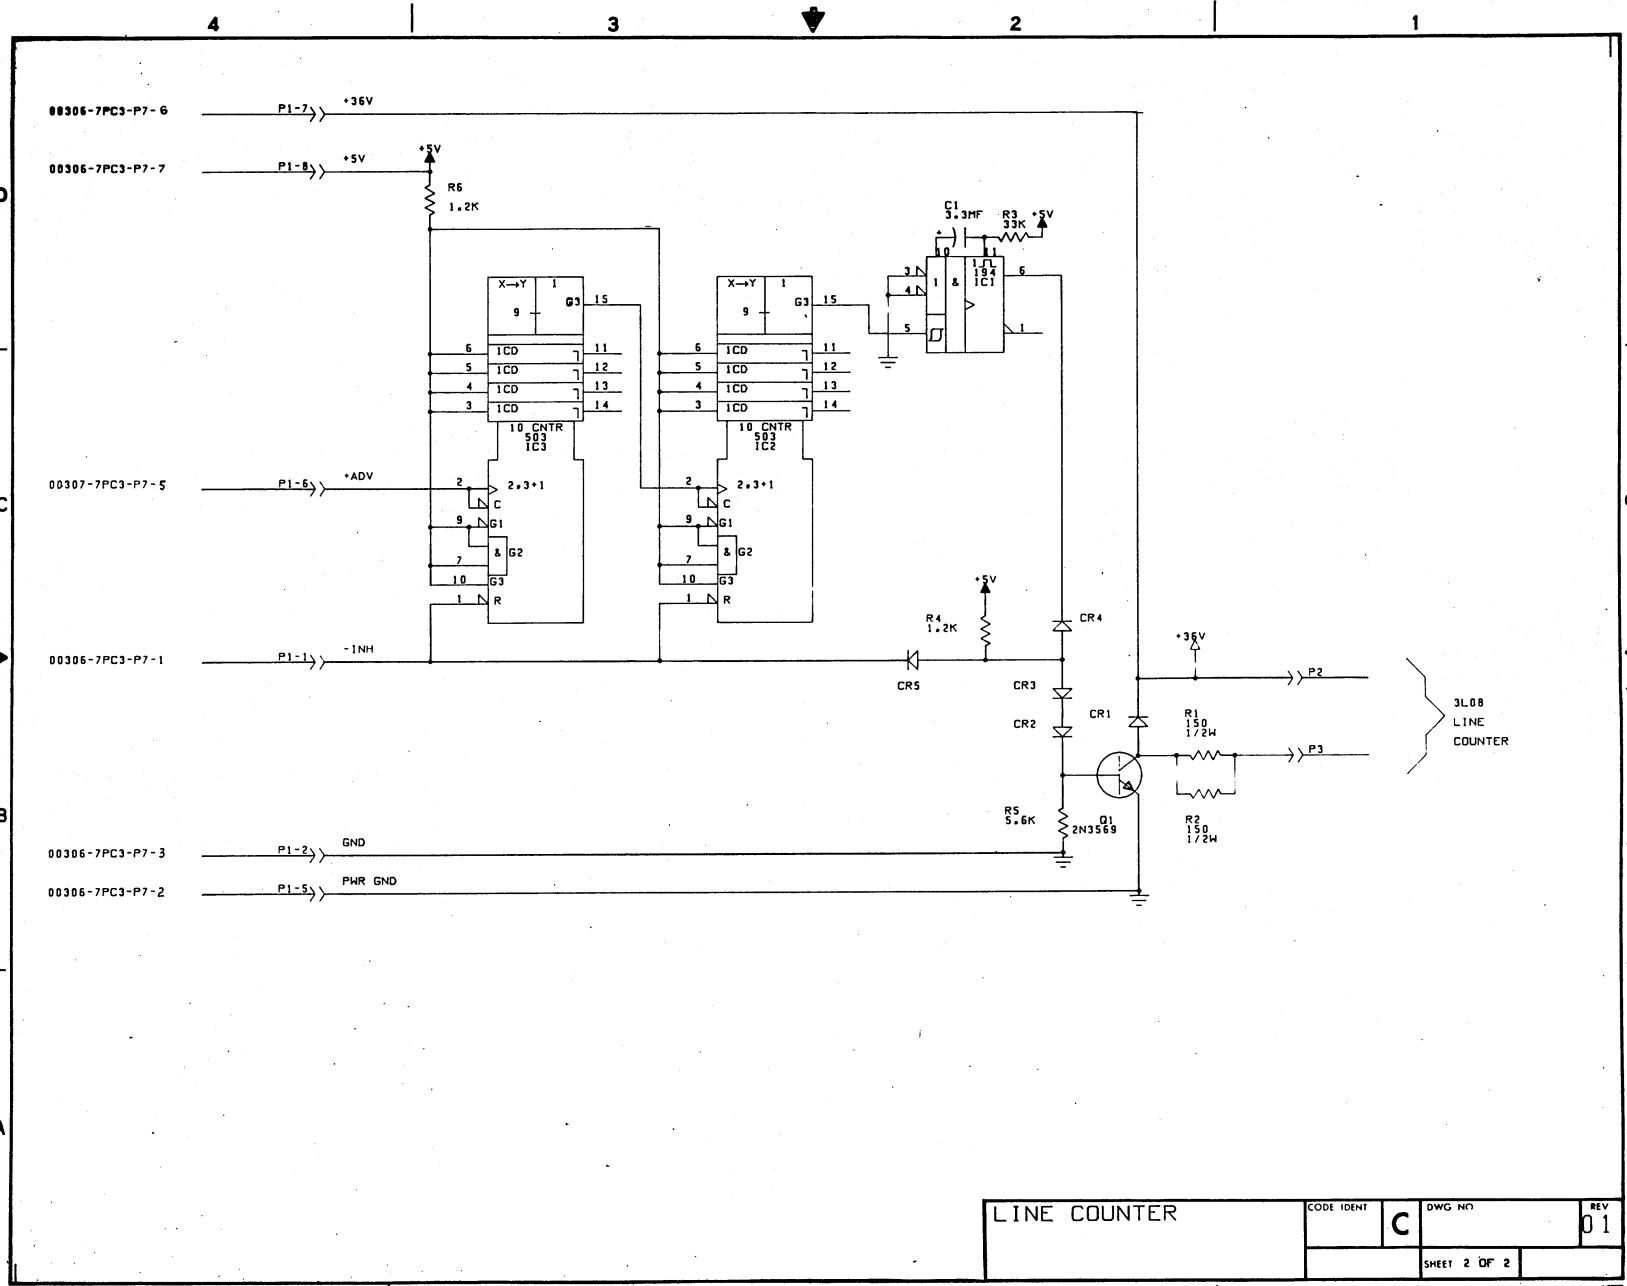 4 3 2 1
00306-7PC3-P7-6 P1-7 +36V
00306-7PC3-P7-7 P1-8 +5V
+5V
R6
1.2K
C1
3.3MF
R3
33K
+5V
+ 10 11
3 1 & 1 194 IC1 6
4
5 1
X→Y 1
9 G3 15
6 1CD 11
5 1CD 12
4 1CD 13
3 1CD 14
10 CNTR
503
IC3
X→Y 1
9 G3 15
6 1CD 11
5 1CD 12
4 1CD 13
3 1CD 14
10 CNTR
503
IC2
D
C
B
A
00307-7PC3-P7-5 P1-6 +ADV
2 2,3+1
C
9 G1
& G2
7
10 G3
1 R
2 2,3+1
C
9 G1
& G2
7
10 G3
1 R
+5V
R4
1.2K
CR4
00306-7PC3-P7-1 P1-1 -INH
CR5
CR3
CR2
CR1
+36V
P2
R1
150
1/2W
P3
3L08
LINE
COUNTER
R5
5.6K
Q1
2N3569
R2
150
1/2W
00306-7PC3-P7-3 P1-2 GND
00306-7PC3-P7-2 P1-5 PWR GND
LINE COUNTER
CODE IDENT
C
DWG NO
REV
01
SHEET 2 OF 2